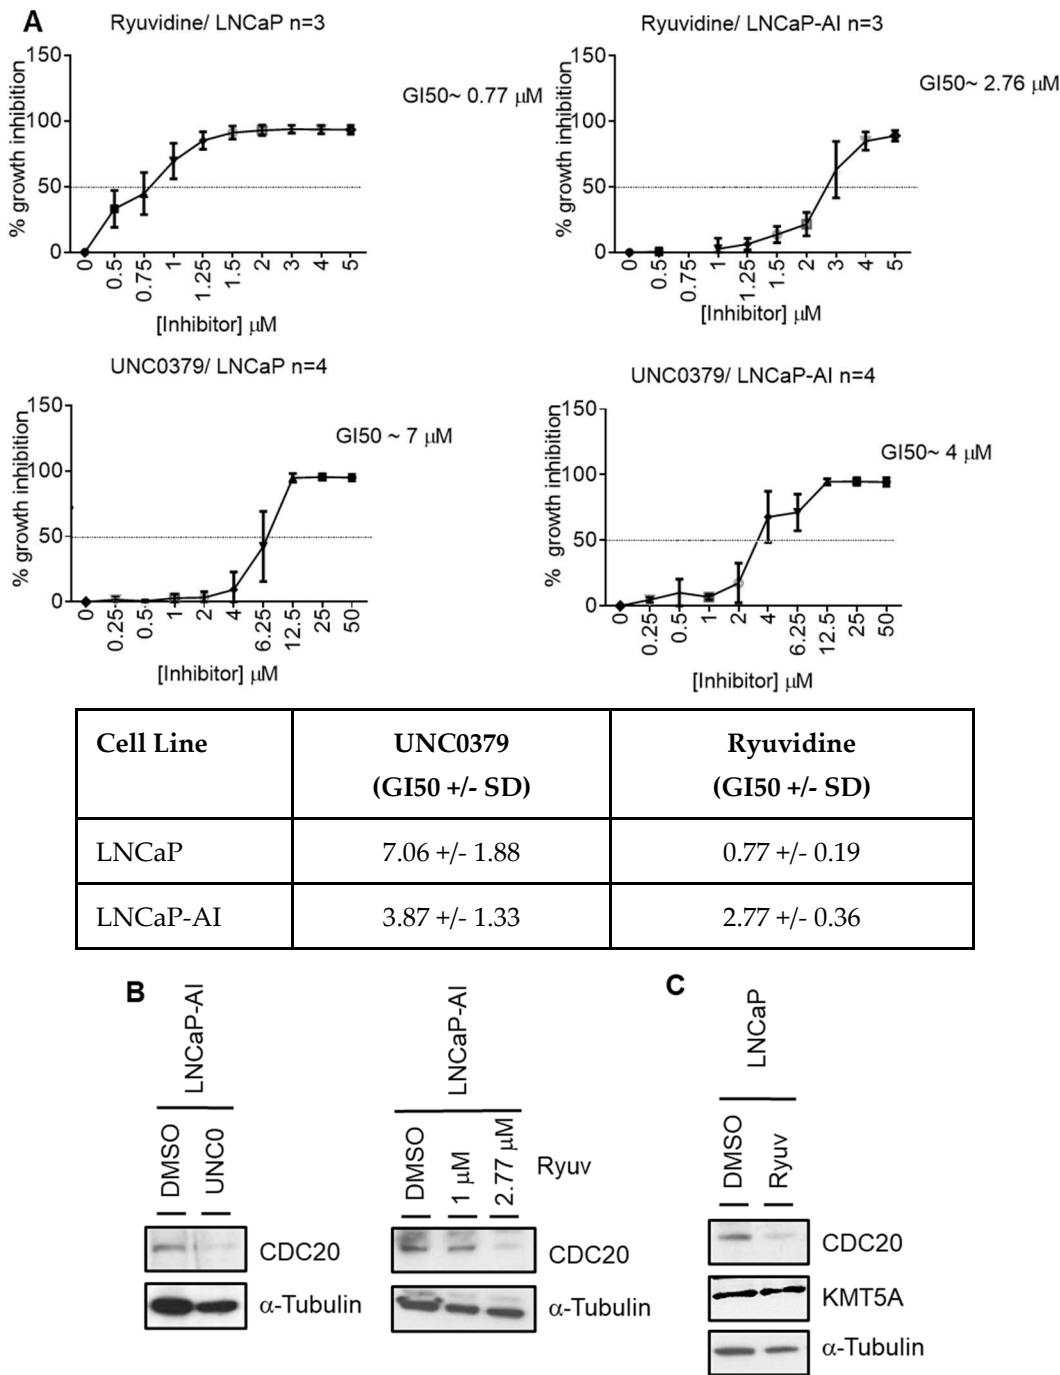 A
Ryuvidine/ LNCaP n=3
150
100
50
0
% growth inhibition
GI50~ 0.77 μM
0
0.5
0.75
1
1.25
1.5
2
3
4
5
[Inhibitor] μM
Ryuvidine/ LNCaP-AI n=3
150
100
50
0
% growth inhibition
GI50~ 2.76 μM
0
0.5
0.75
1
1.25
1.5
2
3
4
5
[Inhibitor] μM
UNC0379/ LNCaP n=4
150
100
50
0
% growth inhibition
GI50 ~ 7 μM
0
0.25
0.5
1
2
4
6.25
12.5
25
50
[Inhibitor] μM
UNC0379/ LNCaP-AI n=4
150
100
50
0
% growth inhibition
GI50~ 4 μM
0
0.25
0.5
1
2
4
6.25
12.5
25
50
[Inhibitor] μM
Cell Line UNC0379 Ryuvidine
(GI50 +/- SD) (GI50 +/- SD)
LNCaP 7.06 +/- 1.88 0.77 +/- 0.19
LNCaP-AI 3.87 +/- 1.33 2.77 +/- 0.36
B
LNCaP-AI
DMSO
UNC0
CDC20
α-Tubulin
LNCaP-AI
DMSO
1 μM
2.77 μM
Ryuv
CDC20
α-Tubulin
C
LNCaP
DMSO
Ryuv
CDC20
KMT5A
α-Tubulin